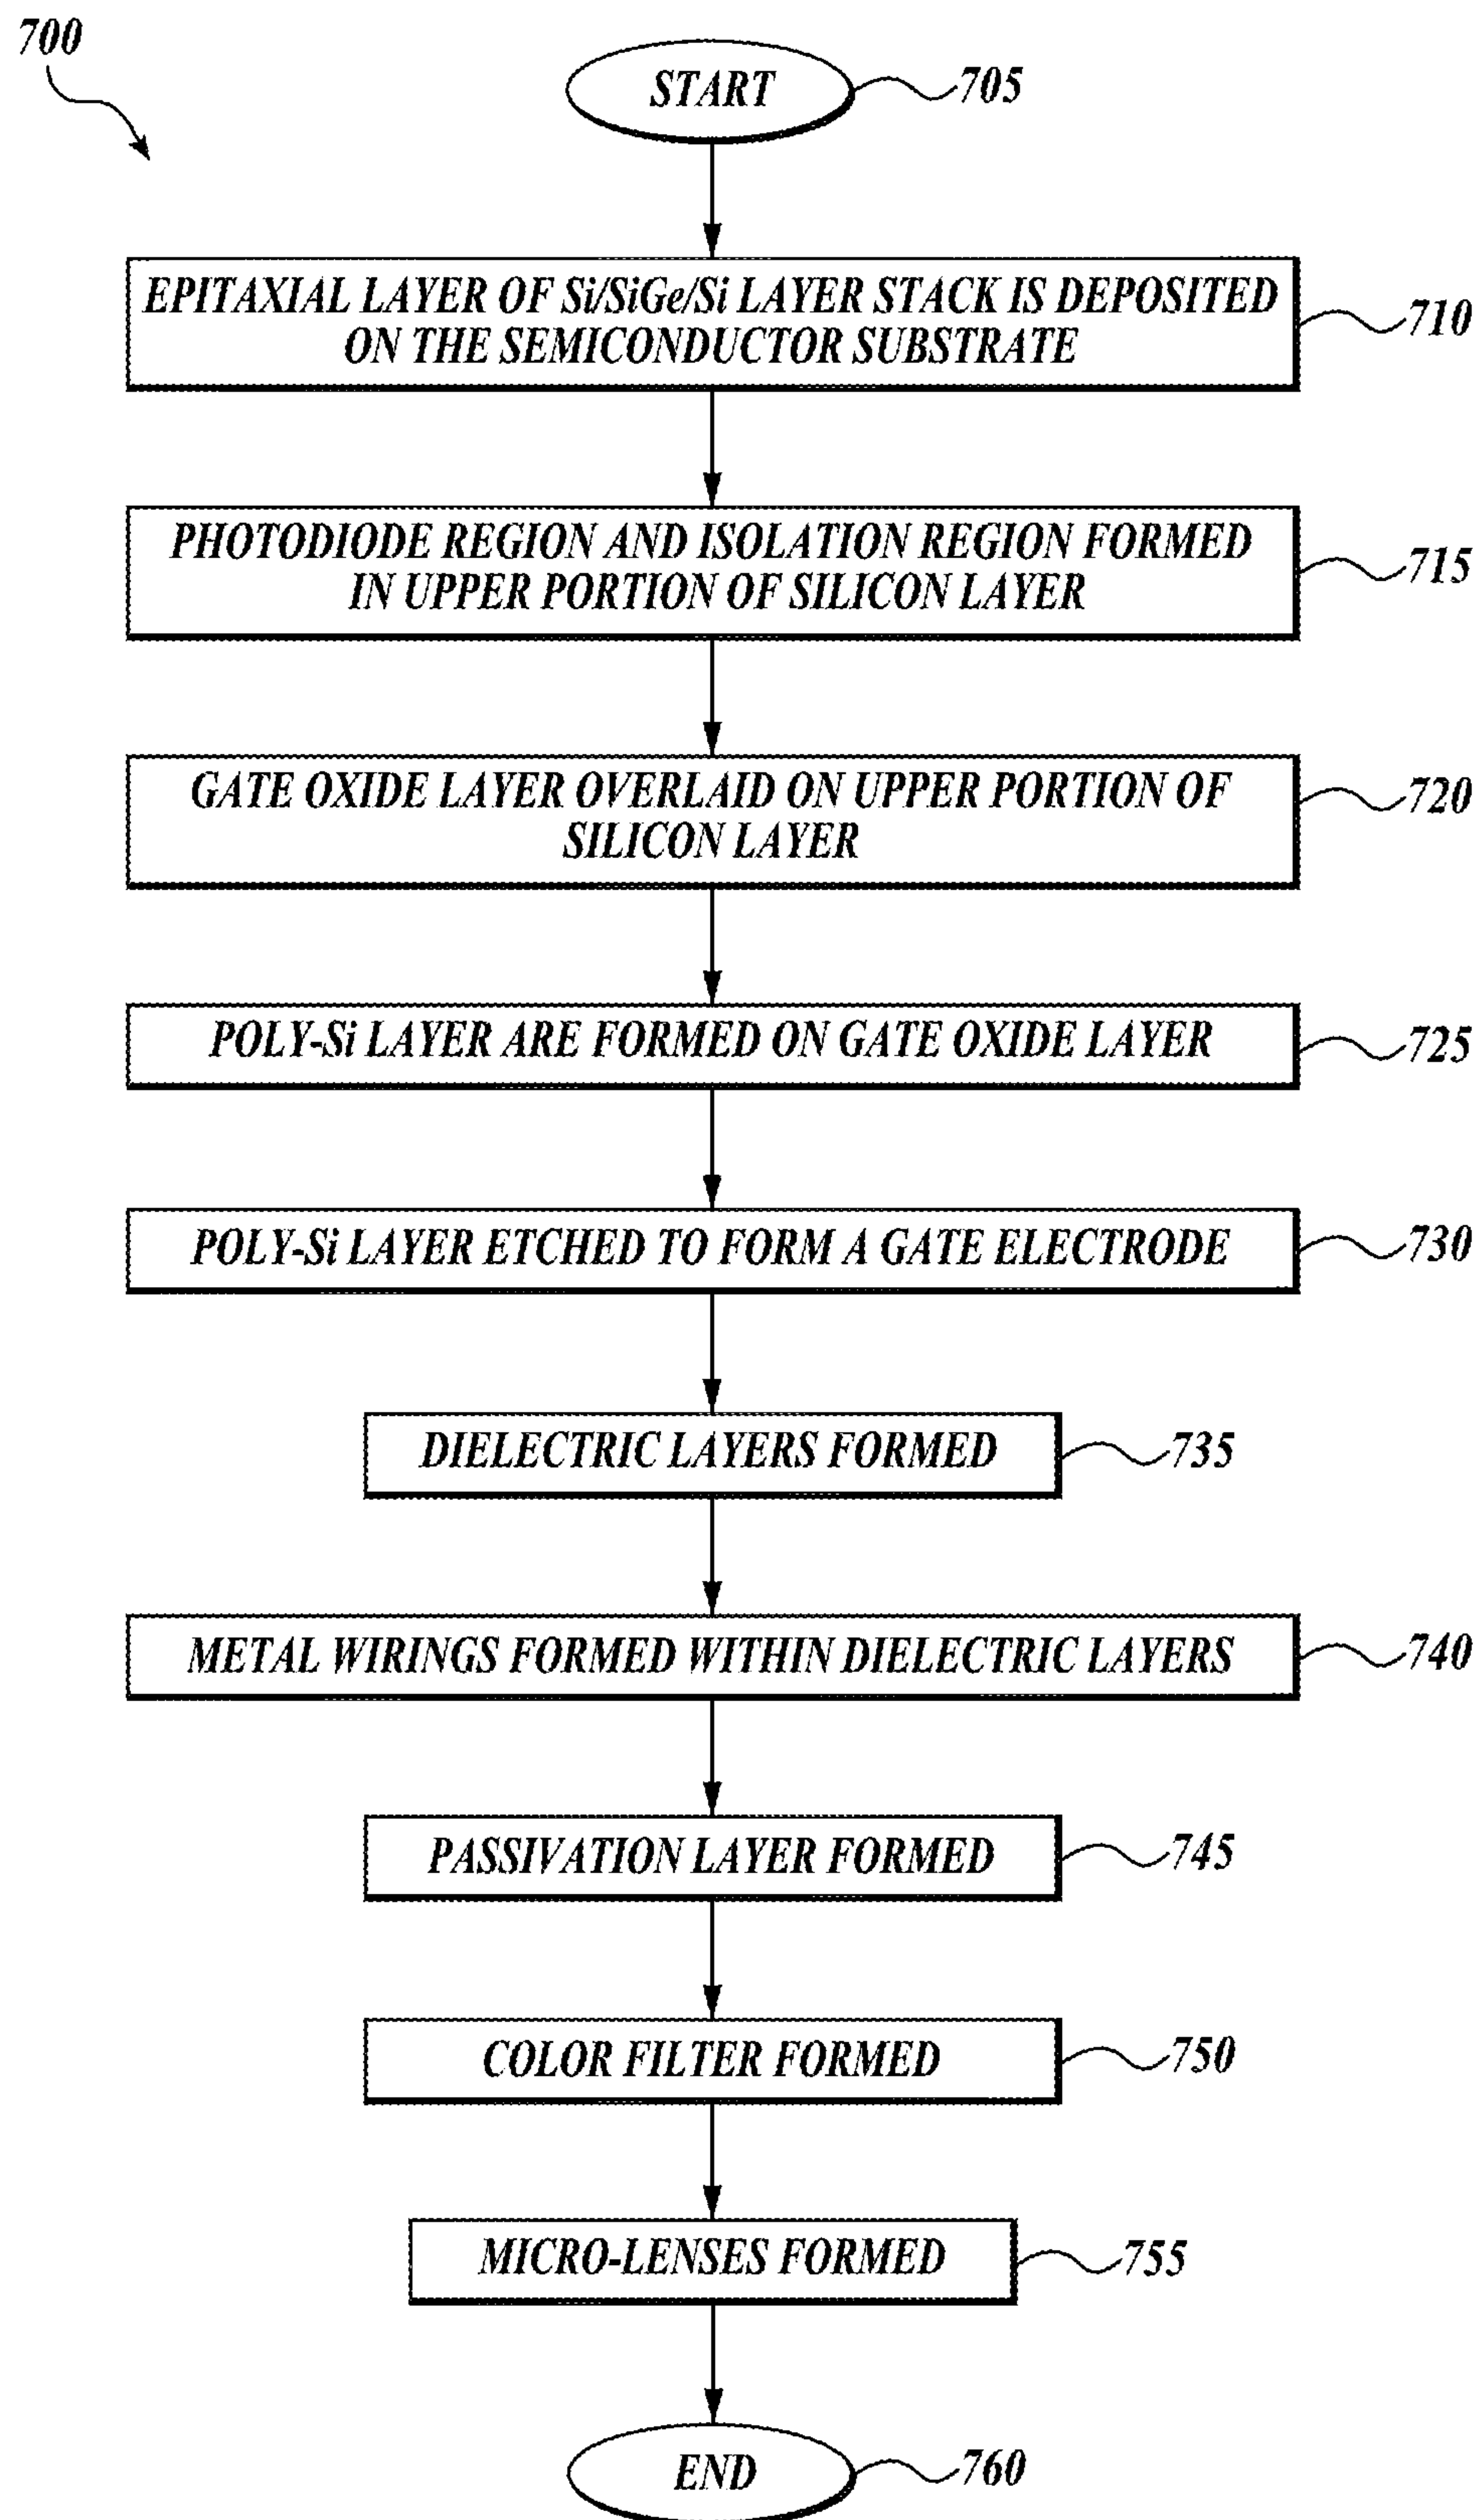 700
START
705
EPITAXIAL LAYER OF Si/SiGe/Si LAYER STACK IS DEPOSITED
ON THE SEMICONDUCTOR SUBSTRATE
710
PHOTODIODE REGION AND ISOLATION REGION FORMED
IN UPPER PORTION OF SILICON LAYER
715
GATE OXIDE LAYER OVERLAID ON UPPER PORTION OF
SILICON LAYER
720
POLY-Si LAYER ARE FORMED ON GATE OXIDE LAYER
725
POLY-Si LAYER ETCHED TO FORM A GATE ELECTRODE
730
DIELECTRIC LAYERS FORMED
735
METAL WIRINGS FORMED WITHIN DIELECTRIC LAYERS
740
PASSIVATION LAYER FORMED
745
COLOR FILTER FORMED
750
MICRO-LENSES FORMED
755
END
760